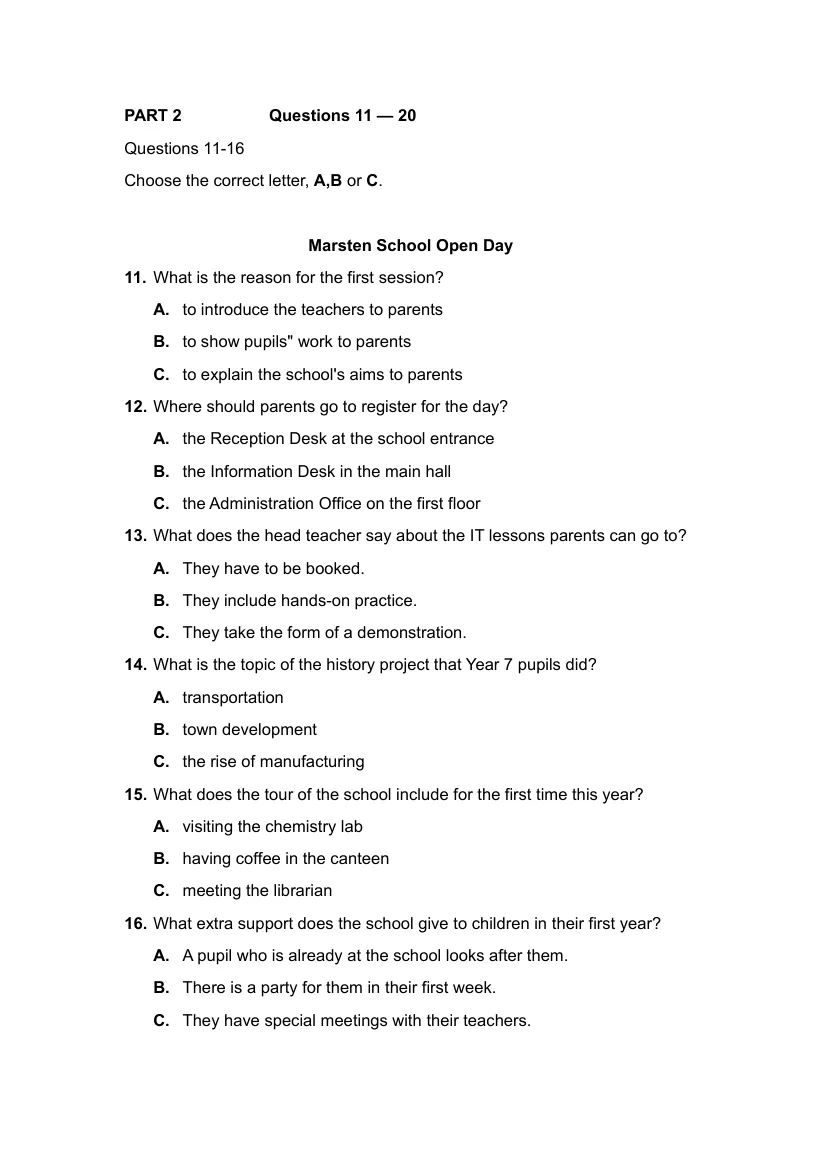 PART 2 Questions 11 — 20
Questions 11-16
Choose the correct letter, A,B or C.
Marsten School Open Day
11. What is the reason for the first session?
A. to introduce the teachers to parents
B. to show pupils" work to parents
C. to explain the school's aims to parents
12. Where should parents go to register for the day?
A. the Reception Desk at the school entrance
B. the Information Desk in the main hall
C. the Administration Office on the first floor
13. What does the head teacher say about the IT lessons parents can go to?
A. They have to be booked.
B. They include hands-on practice.
C. They take the form of a demonstration.
14. What is the topic of the history project that Year 7 pupils did?
A. transportation
B. town development
C. the rise of manufacturing
15. What does the tour of the school include for the first time this year?
A. visiting the chemistry lab
B. having coffee in the canteen
C. meeting the librarian
16. What extra support does the school give to children in their first year?
A. A pupil who is already at the school looks after them.
B. There is a party for them in their first week.
C. They have special meetings with their teachers.